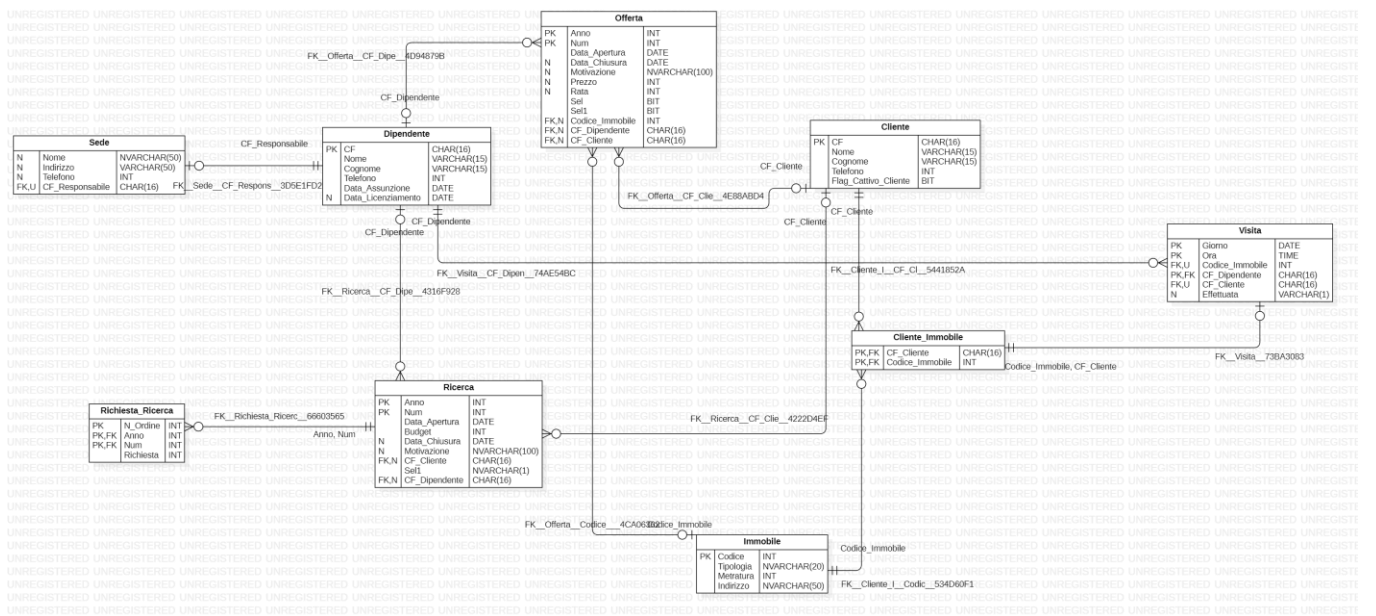 Offerta
PK Anno INT
PK Num INT
Data_Apertura DATE
N Data_Chiusura DATE
N Motivazione NVARCHAR(100)
N Prezzo INT
N Rata INT
Sel BIT
Sel1 BIT
FK,N Codice_Immobile INT
FK,N CF_Dipendente CHAR(16)
FK,N CF_Cliente CHAR(16)
FK__Offerta__CF_Dipe__4D94879B
CF_Dipendente
Sede
N Nome NVARCHAR(50)
N Indirizzo VARCHAR(50)
N Telefono INT
FK,U CF_Responsabile CHAR(16)
CF_Responsabile
FK__Sede__CF_Respons__3D5E1FD2
Dipendente
PK CF CHAR(16)
Nome VARCHAR(15)
Cognome VARCHAR(15)
Telefono INT
Data_Assunzione DATE
N Data_Licenziamento DATE
Cliente
PK CF CHAR(16)
Nome VARCHAR(15)
Cognome VARCHAR(15)
Telefono INT
Flag_Cattivo_Cliente BIT
CF_Cliente
FK__Offerta__CF_Clie__4E88ABD4
CF_Cliente
CF_Cliente
CF_Dipendente
CF_Dipendente
Visita
PK Giorno DATE
PK Ora TIME
FK,U Codice_Immobile INT
PK,FK CF_Dipendente CHAR(16)
FK,U CF_Cliente CHAR(16)
N Effettuata VARCHAR(1)
FK__Visita__CF_Dipen__74AE54BC
FK__Cliente_I__CF_Cl__5441852A
FK__Ricerca__CF_Dipe__4316F928
Cliente_Immobile
PK,FK CF_Cliente CHAR(16)
PK,FK Codice_Immobile INT
FK__Visita__73BA3083
Codice_Immobile, CF_Cliente
Ricerca
PK Anno INT
PK Num INT
Data_Apertura DATE
Budget INT
N Data_Chiusura DATE
N Motivazione NVARCHAR(100)
FK,N CF_Cliente CHAR(16)
Sel1 NVARCHAR(1)
FK,N CF_Dipendente CHAR(16)
Richiesta_Ricerca
PK N_Ordine INT
PK,FK Anno INT
PK,FK Num INT
Richiesta INT
FK__Richiesta_Ricerc__66603565
Anno, Num
FK__Ricerca__CF_Clie__4222D4EF
Codice_Immobile
Immobile
PK Codice INT
Tipologia NVARCHAR(20)
Metratura INT
Indirizzo NVARCHAR(50)
Codice_Immobile
FK__Cliente_I__Codic__534D60F1